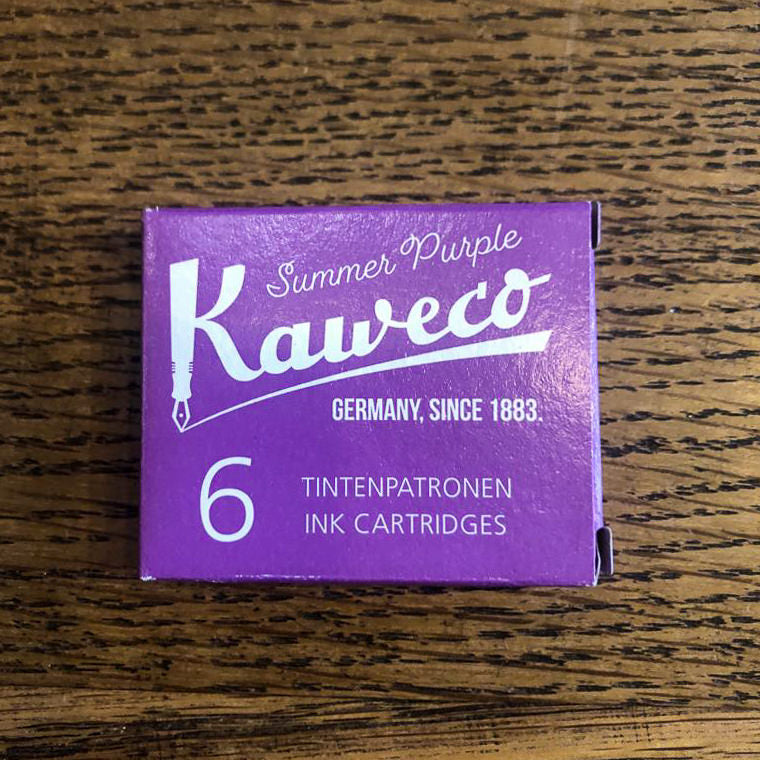 Summer Purple
Kaweco
GERMANY, SINCE 1883.
6
TINTENPATRONEN
INK CARTRIDGES